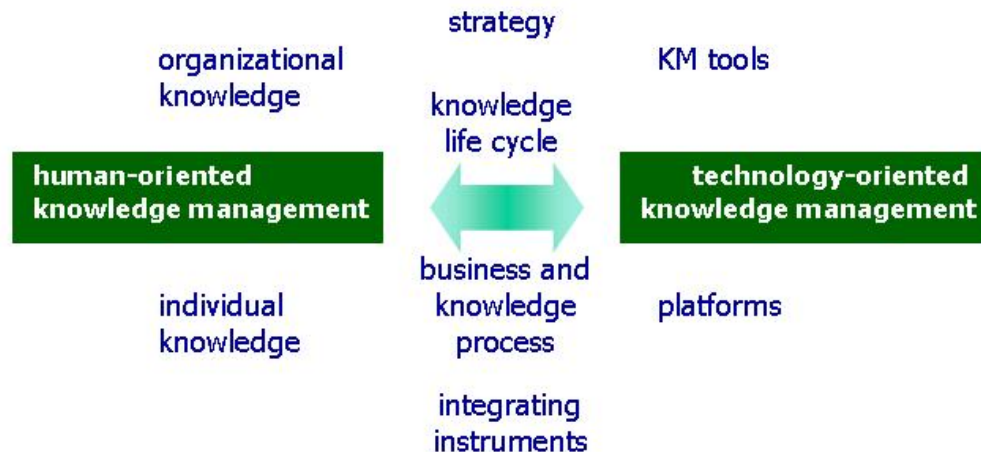 strategy
organizational
knowledge
KM tools
knowledge
life cycle
human-oriented
knowledge management
technology-oriented
knowledge management
business and
knowledge
process
individual
knowledge
platforms
integrating
instruments